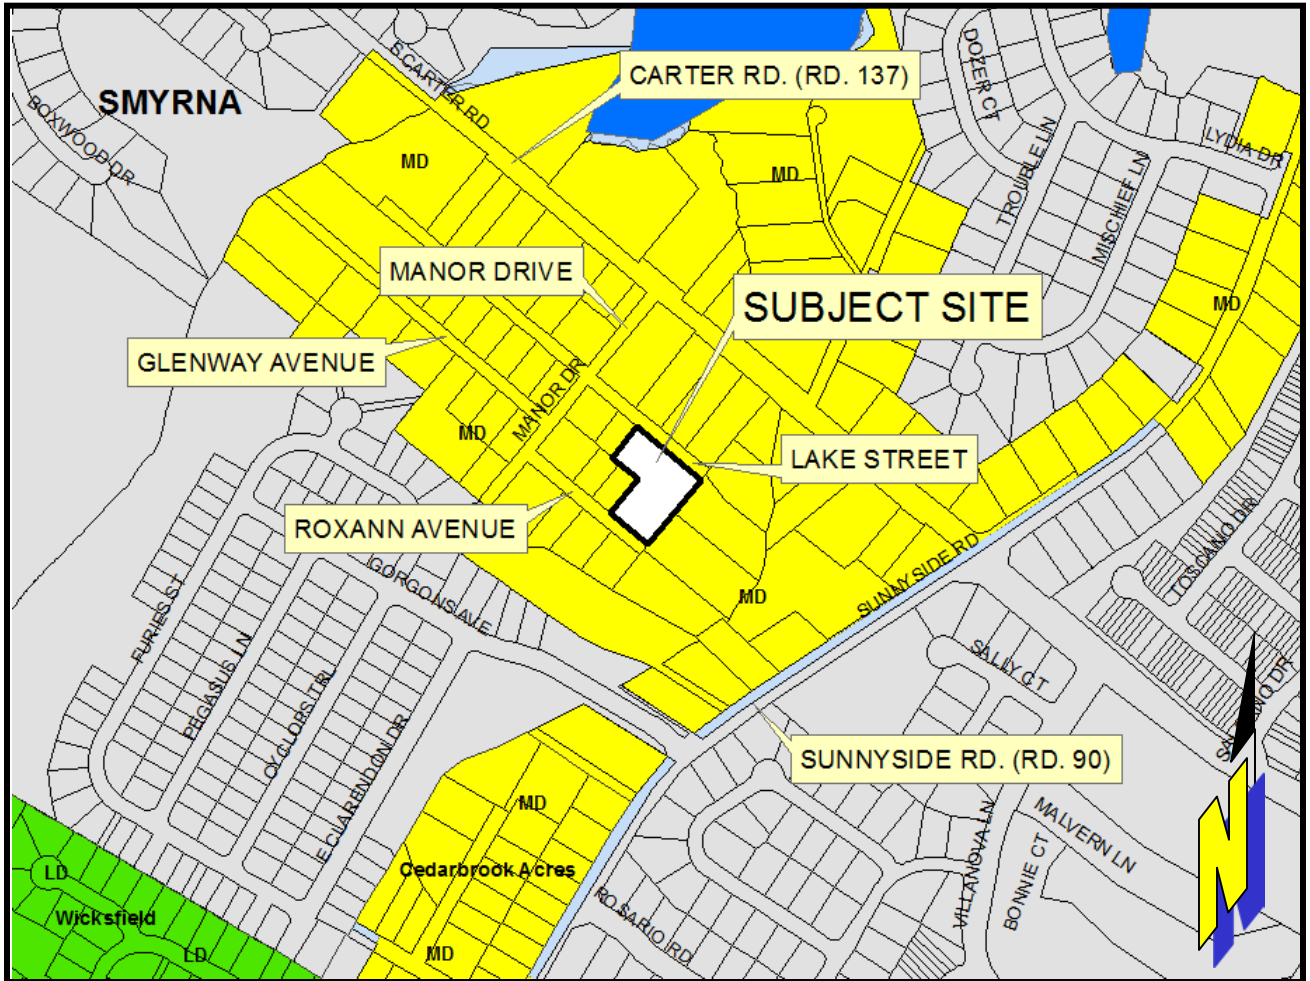 S CARTER RD
CARTER RD. (RD. 137)
DOZER CT
SMYRNA
BOXWOOD DR
MD
MD
TROUBLE LN
LYDIA DR
MISCHIEF LN
MANOR DRIVE
SUBJECT SITE
MD
GLENWAY AVENUE
MANOR DR
MD
LAKE STREET
ROXANN AVENUE
TOSCANO DR
GORGONS AVE
SUNNYSIDE RD
MD
FURIES ST
PEGASUS LN
CYCLORS TRL
E CLARENDON DR
SALLY CT
SUNNYSIDE RD. (RD. 90)
MD
MALVERN LN
VILLANOVA LN
BONNIE CT
Cedarbrook Acres
LD
Wicksfield
ROSARIO RD
LD
MD
N